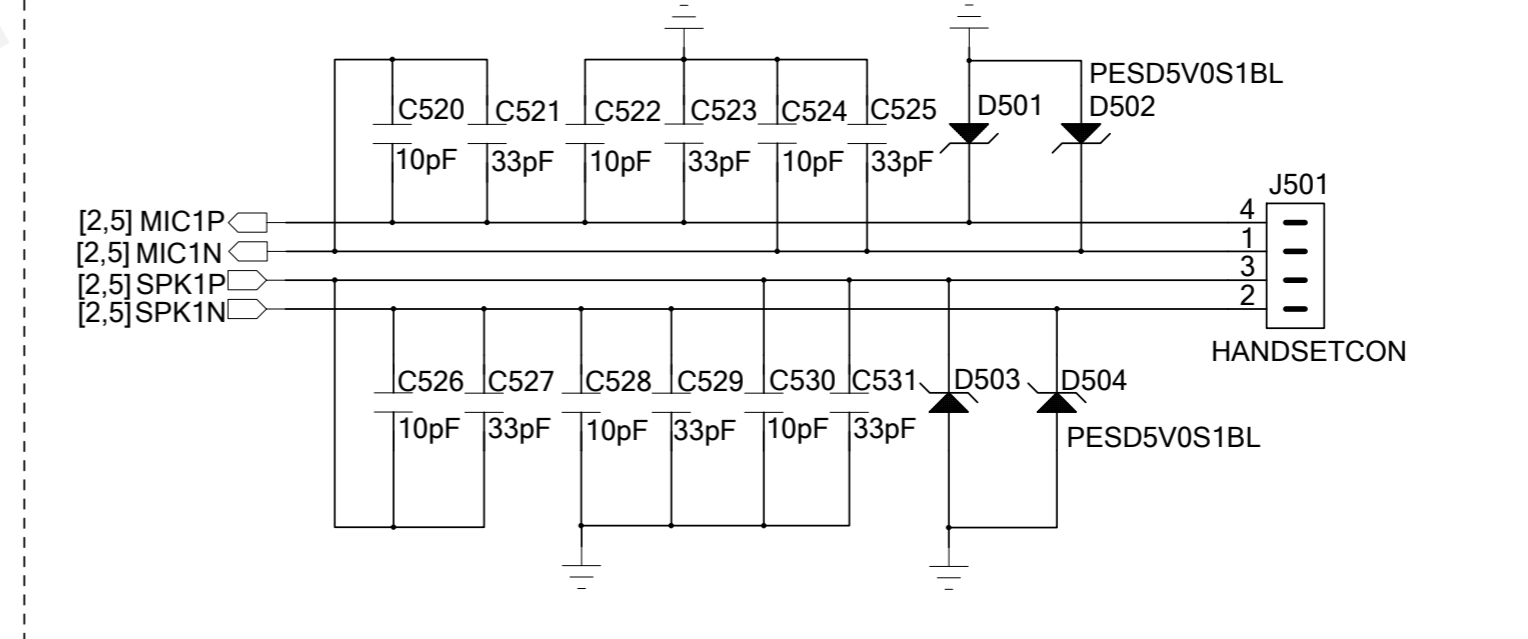 PESD5V0S1BL
C520 C521 C522 C523 C524 C525 D501 D502
10pF 33pF 10pF 33pF 10pF 33pF
J501
[2,5] MIC1P 4
[2,5] MIC1N 1
[2,5] SPK1P 3
[2,5] SPK1N 2
HANDSETCON
C526 C527 C528 C529 C530 C531 D503 D504
10pF 33pF 10pF 33pF 10pF 33pF
PESD5V0S1BL